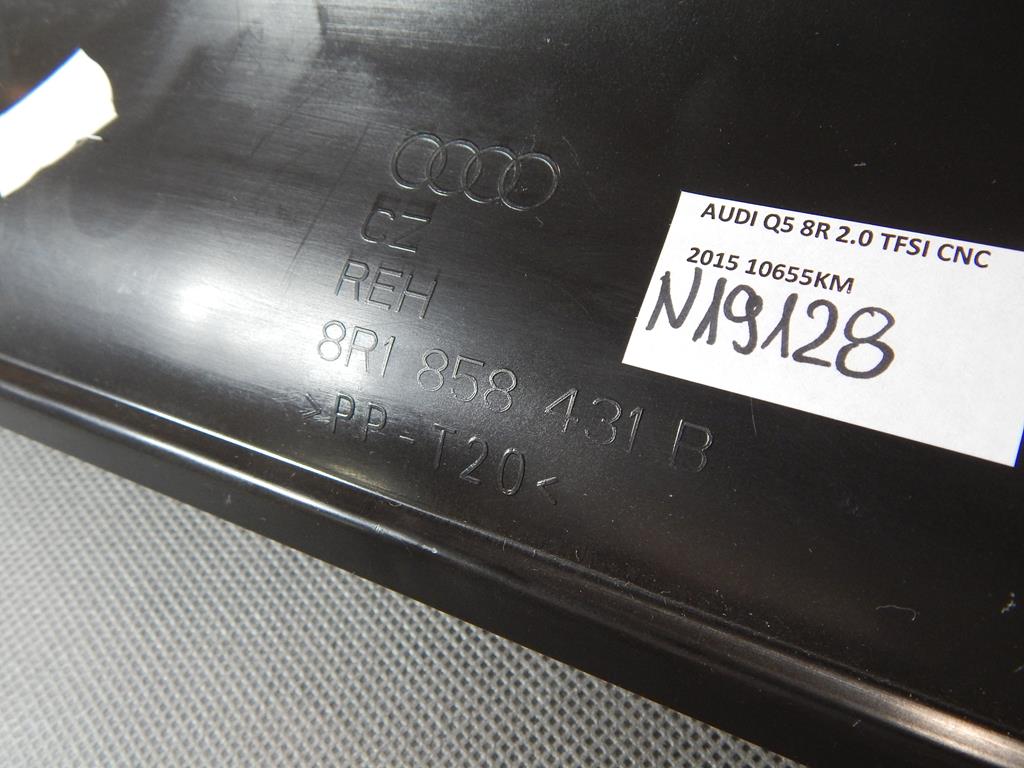 CZ
REH
8R1 858 431 B
>PP-T20<
AUDI Q5 8R 2.0 TFSI CNC
2015 10655KM
N19128